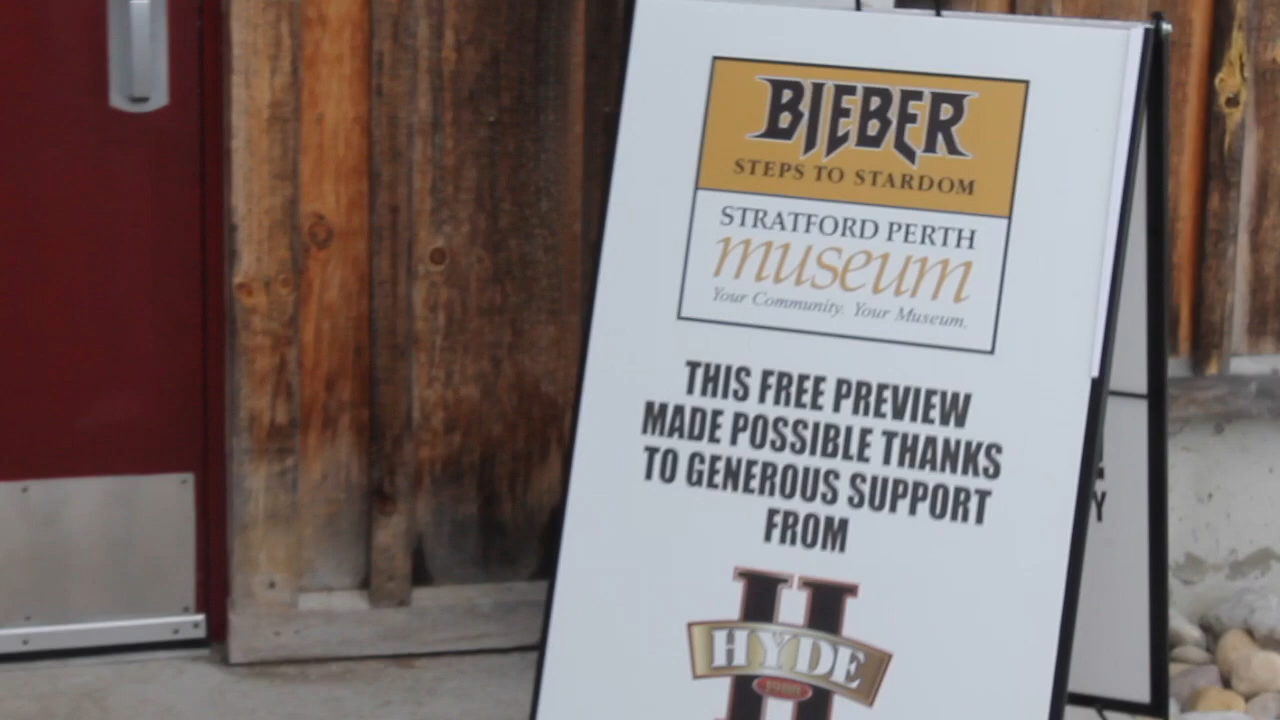 BIEBER
STEPS TO STARDOM
STRATFORD PERTH
museum
Your Community. Your Museum.
THIS FREE PREVIEW
MADE POSSIBLE THANKS
TO GENEROUS SUPPORT
FROM
H
HYDE
Y